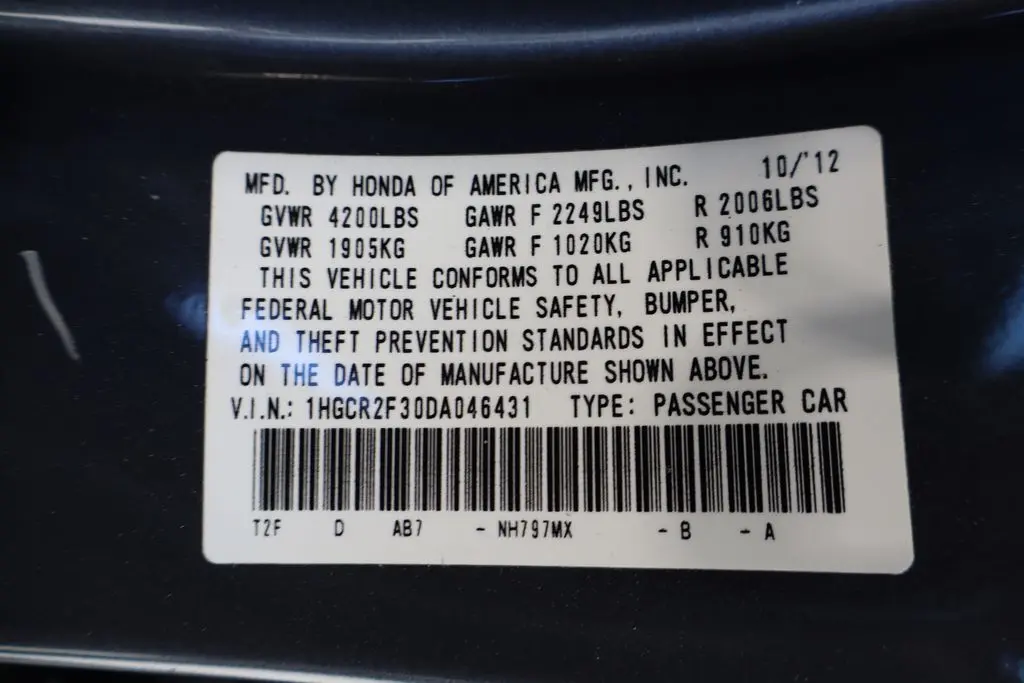 MFD. BY HONDA OF AMERICA MFG., INC. 10/'12
GVWR 4200LBS GAWR F 2249LBS R 2006LBS
GVWR 1905KG GAWR F 1020KG R 910KG
THIS VEHICLE CONFORMS TO ALL APPLICABLE
FEDERAL MOTOR VEHICLE SAFETY, BUMPER,
AND THEFT PREVENTION STANDARDS IN EFFECT
ON THE DATE OF MANUFACTURE SHOWN ABOVE.
V.I.N.: 1HGCR2F30DA046431 TYPE: PASSENGER CAR
T2F D AB7 - NH797MX - B - A